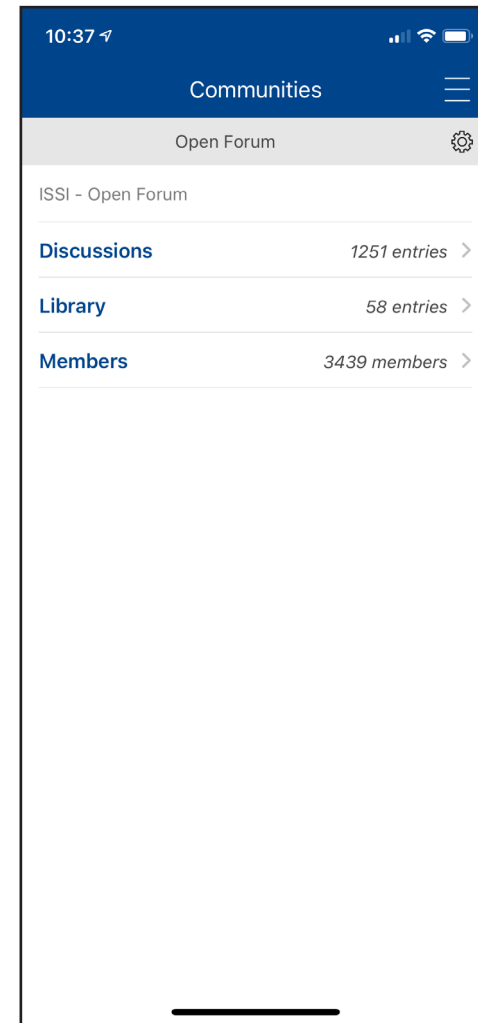 10:37
Communities
Open Forum
ISSI - Open Forum
Discussions 1251 entries
Library 58 entries
Members 3439 members